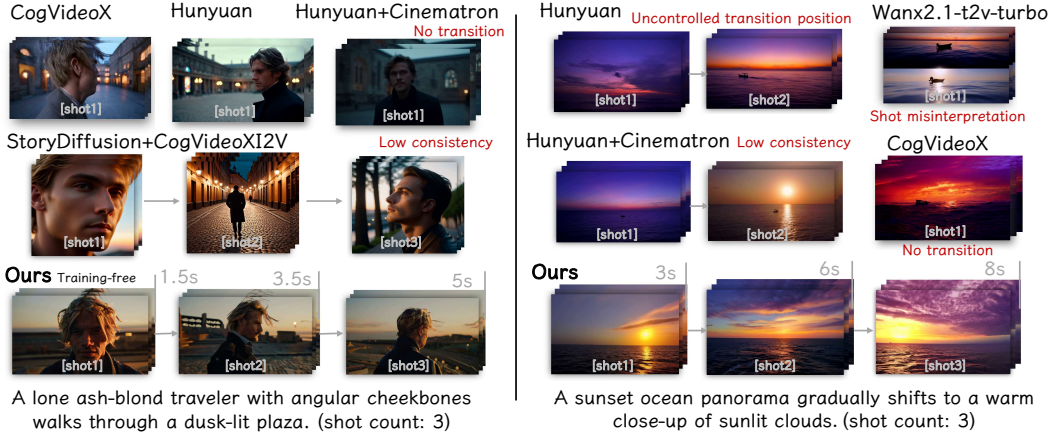 CogVideoX
Hunyuan
Hunyuan+Cinematron
No transition
[shot1]
[shot1]
[shot1]
StoryDiffusion+CogVideoXI2V
Low consistency
[shot1]
[shot2]
[shot3]
Ours Training-free
1.5s
3.5s
5s
[shot1]
[shot2]
[shot3]
A lone ash-blond traveler with angular cheekbones
walks through a dusk-lit plaza. (shot count: 3)
Hunyuan
Uncontrolled transition position
Wanx2.1-t2v-turbo
[shot1]
[shot2]
[shot1]
Shot misinterpretation
Hunyuan+Cinematron
Low consistency
CogVideoX
[shot1]
[shot2]
[shot1]
No transition
Ours
3s
6s
8s
[shot1]
[shot2]
[shot3]
A sunset ocean panorama gradually shifts to a warm
close-up of sunlit clouds. (shot count: 3)